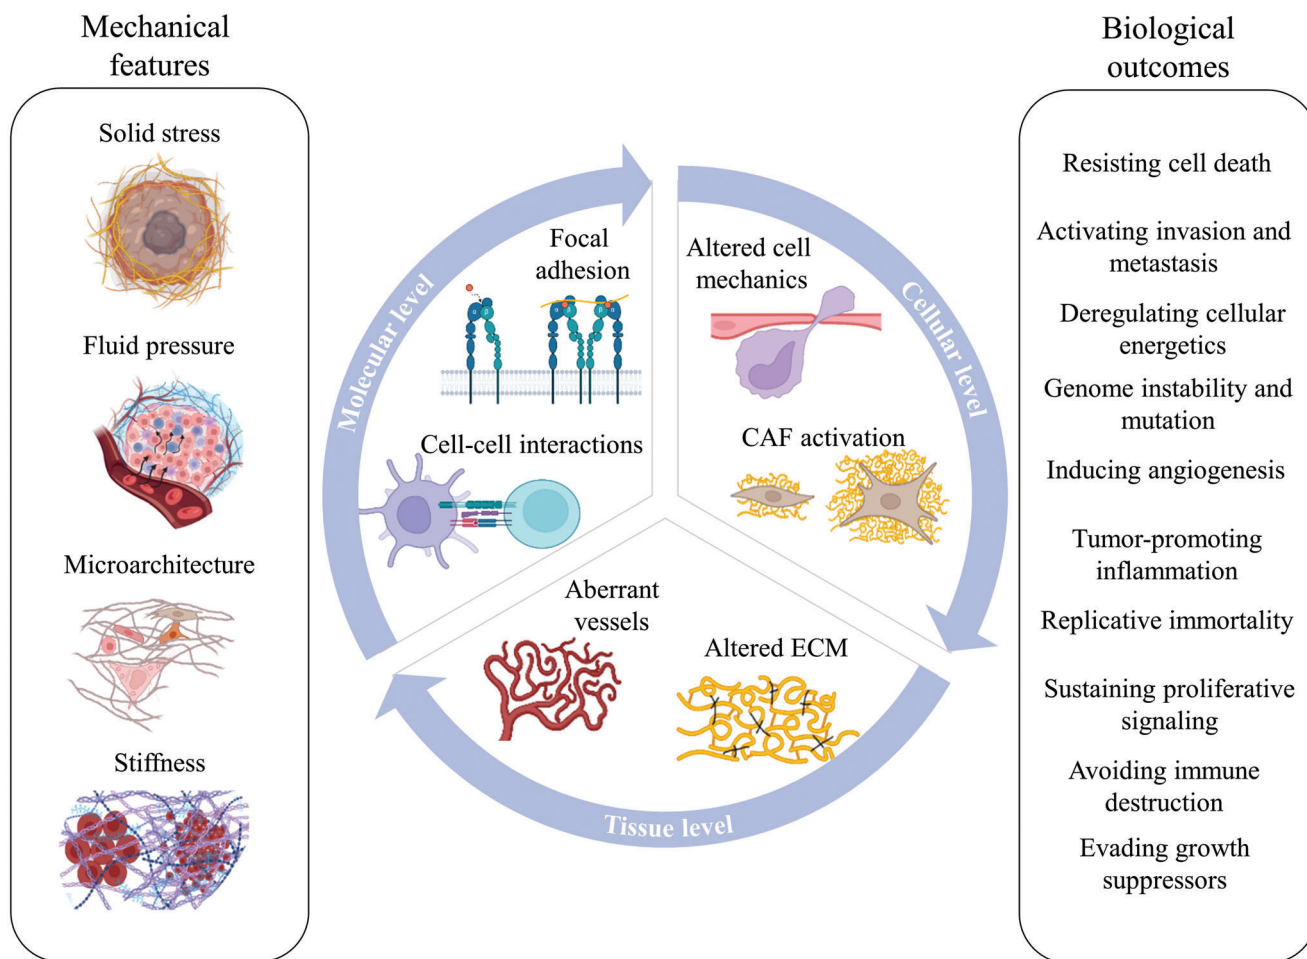 Mechanical
features
Solid stress
Fluid pressure
Microarchitecture
Stiffness
Molecular level
Focal
adhesion
α
β
α
β
β
α
Cell-cell interactions
Cellular level
Altered cell
mechanics
CAF activation
Aberrant
vessels
Altered ECM
Tissue level
Biological
outcomes
Resisting cell death
Activating invasion and
metastasis
Deregulating cellular
energetics
Genome instability and
mutation
Inducing angiogenesis
Tumor-promoting
inflammation
Replicative immortality
Sustaining proliferative
signaling
Avoiding immune
destruction
Evading growth
suppressors